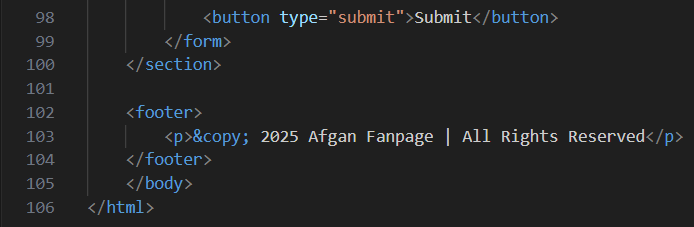 98 <button type="submit">Submit</button>
99 </form>
100 </section>
101
102 <footer>
103 <p>&copy; 2025 Afgan Fanpage | All Rights Reserved</p>
104 </footer>
105 </body>
106 </html>